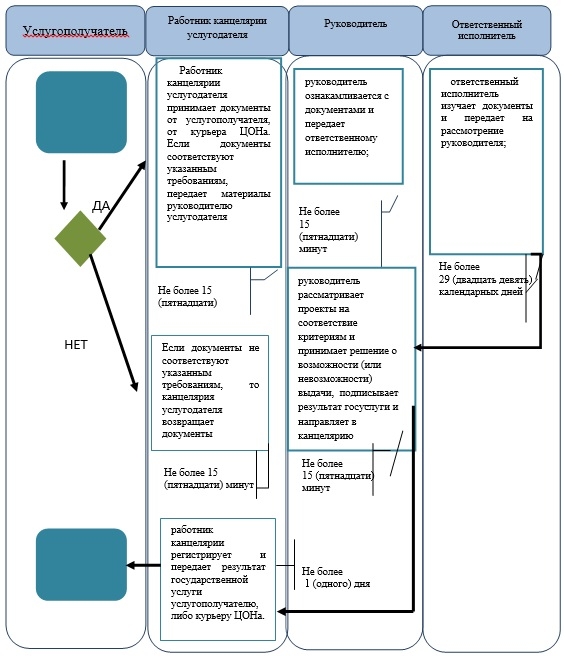 Услугополучатель
Работник канцелярии
услугодателя
Руководитель
Ответственный
исполнитель
Работник
канцелярии
услугодателя
принимает документы
от услугополучателя,
от курьера ЦОНа.
Если документы
соответствуют
указанным
требованиям,
передает материалы
руководителю
услугодателя
руководитель
ознакамливается с
документами и
передает
ответственному
исполнителю;
ответственный
исполнитель
изучает документы
и передает на
рассмотрение
руководителя;
ДА
НЕТ
Не более 15
(пятнадцати)
Не более
15
(пятнадцати)
минут
Не более
29 (двадцать девять)
календарных дней
руководитель
рассматривает
проекты на
соответствие
критериям и
принимает решение о
возможности (или
невозможности)
выдачи, подписывает
результат госуслуги и
направляет в
канцелярию
Если документы не
соответствуют
указанным
требованиям, то
канцелярия
услугодателя
возвращает
документы
Не более 15
(пятнадцати) минут
Не более
15 (пятнадцати)
минут
работник
канцелярии
регистрирует и
передает результат
государственной
услуги
услугополучателю,
либо курьеру ЦОНа.
Не более
1 (одного) дня